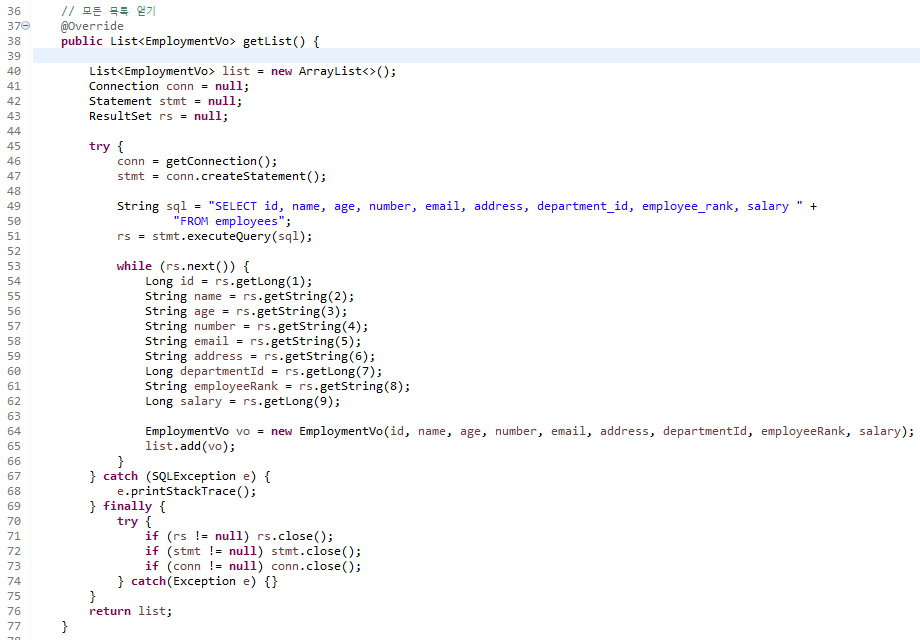 36 // 모든 목록 얻기
37 @Override
38 public List<EmploymentVo> getList() {
39
40 List<EmploymentVo> list = new ArrayList<>();
41 Connection conn = null;
42 Statement stmt = null;
43 ResultSet rs = null;
44
45 try {
46 conn = getConnection();
47 stmt = conn.createStatement();
48
49 String sql = "SELECT id, name, age, number, email, address, department_id, employee_rank, salary " +
50 "FROM employees";
51 rs = stmt.executeQuery(sql);
52
53 while (rs.next()) {
54 Long id = rs.getLong(1);
55 String name = rs.getString(2);
56 String age = rs.getString(3);
57 String number = rs.getString(4);
58 String email = rs.getString(5);
59 String address = rs.getString(6);
60 Long departmentId = rs.getLong(7);
61 String employeeRank = rs.getString(8);
62 Long salary = rs.getLong(9);
63
64 EmploymentVo vo = new EmploymentVo(id, name, age, number, email, address, departmentId, employeeRank, salary);
65 list.add(vo);
66 }
67 } catch (SQLException e) {
68 e.printStackTrace();
69 } finally {
70 try {
71 if (rs != null) rs.close();
72 if (stmt != null) stmt.close();
73 if (conn != null) conn.close();
74 } catch(Exception e) {}
75 }
76 return list;
77 }